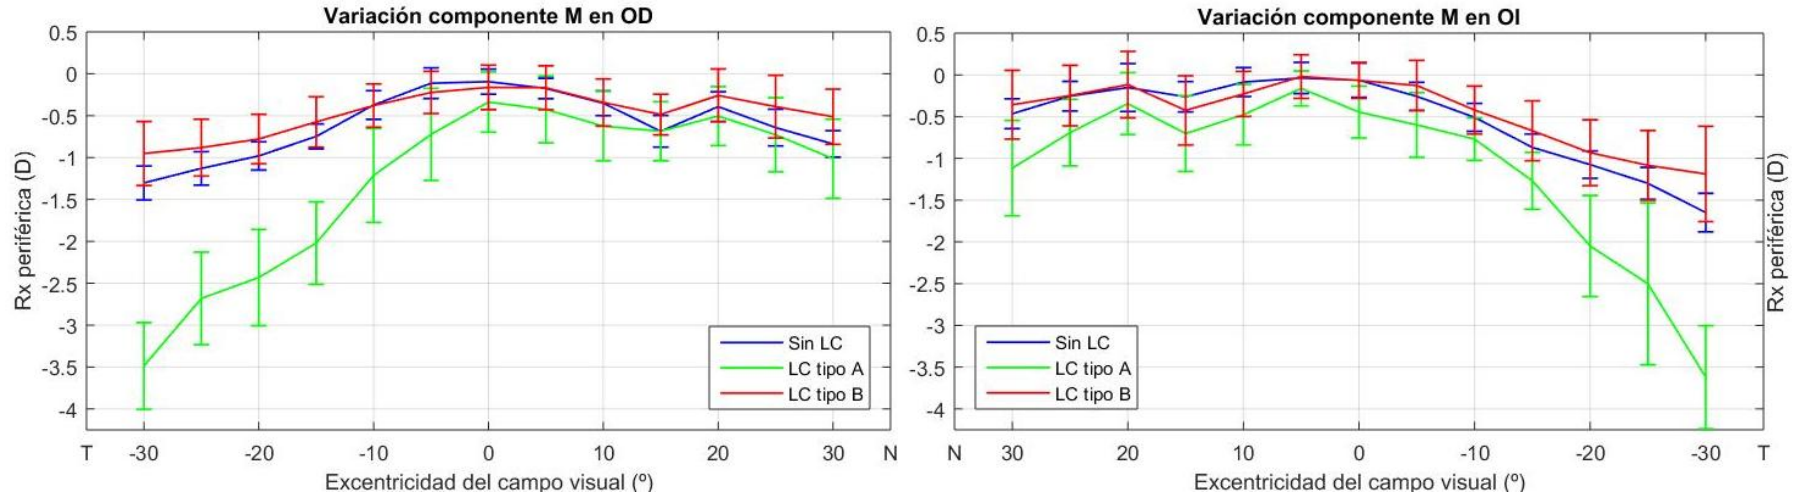 Variación componente M en OD
0.5
0
-0.5
-1
-1.5
-2
-2.5
-3
-3.5
-4
Rx periférica (D)
Sin LC
LC tipo A
LC tipo B
T -30 -20 -10 0 10 20 30 N
Excentricidad del campo visual (º)
Variación componente M en OI
0.5
0
-0.5
-1
-1.5
-2
-2.5
-3
-3.5
-4
Rx periférica (D)
Sin LC
LC tipo A
LC tipo B
N 30 20 10 0 -10 -20 -30 T
Excentricidad del campo visual (º)